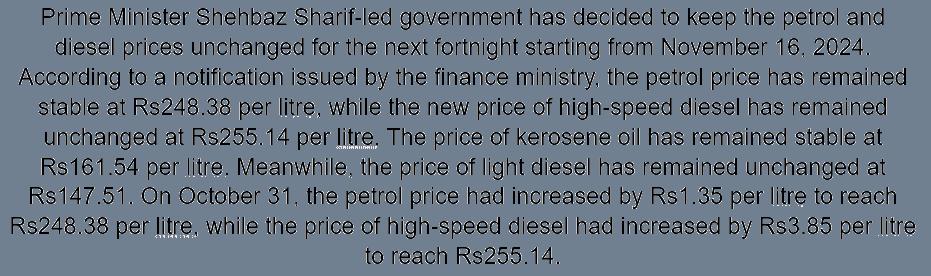 Prime Minister Shehbaz Sharif-led government has decided to keep the petrol and
diesel prices unchanged for the next fortnight starting from November 16, 2024.
According to a notification issued by the finance ministry, the petrol price has remained
stable at Rs248.38 per litre, while the new price of high-speed diesel has remained
unchanged at Rs255.14 per litre. The price of kerosene oil has remained stable at
Rs161.54 per litre. Meanwhile, the price of light diesel has remained unchanged at
Rs147.51. On October 31, the petrol price had increased by Rs1.35 per litre to reach
Rs248.38 per litre, while the price of high-speed diesel had increased by Rs3.85 per litre
to reach Rs255.14.